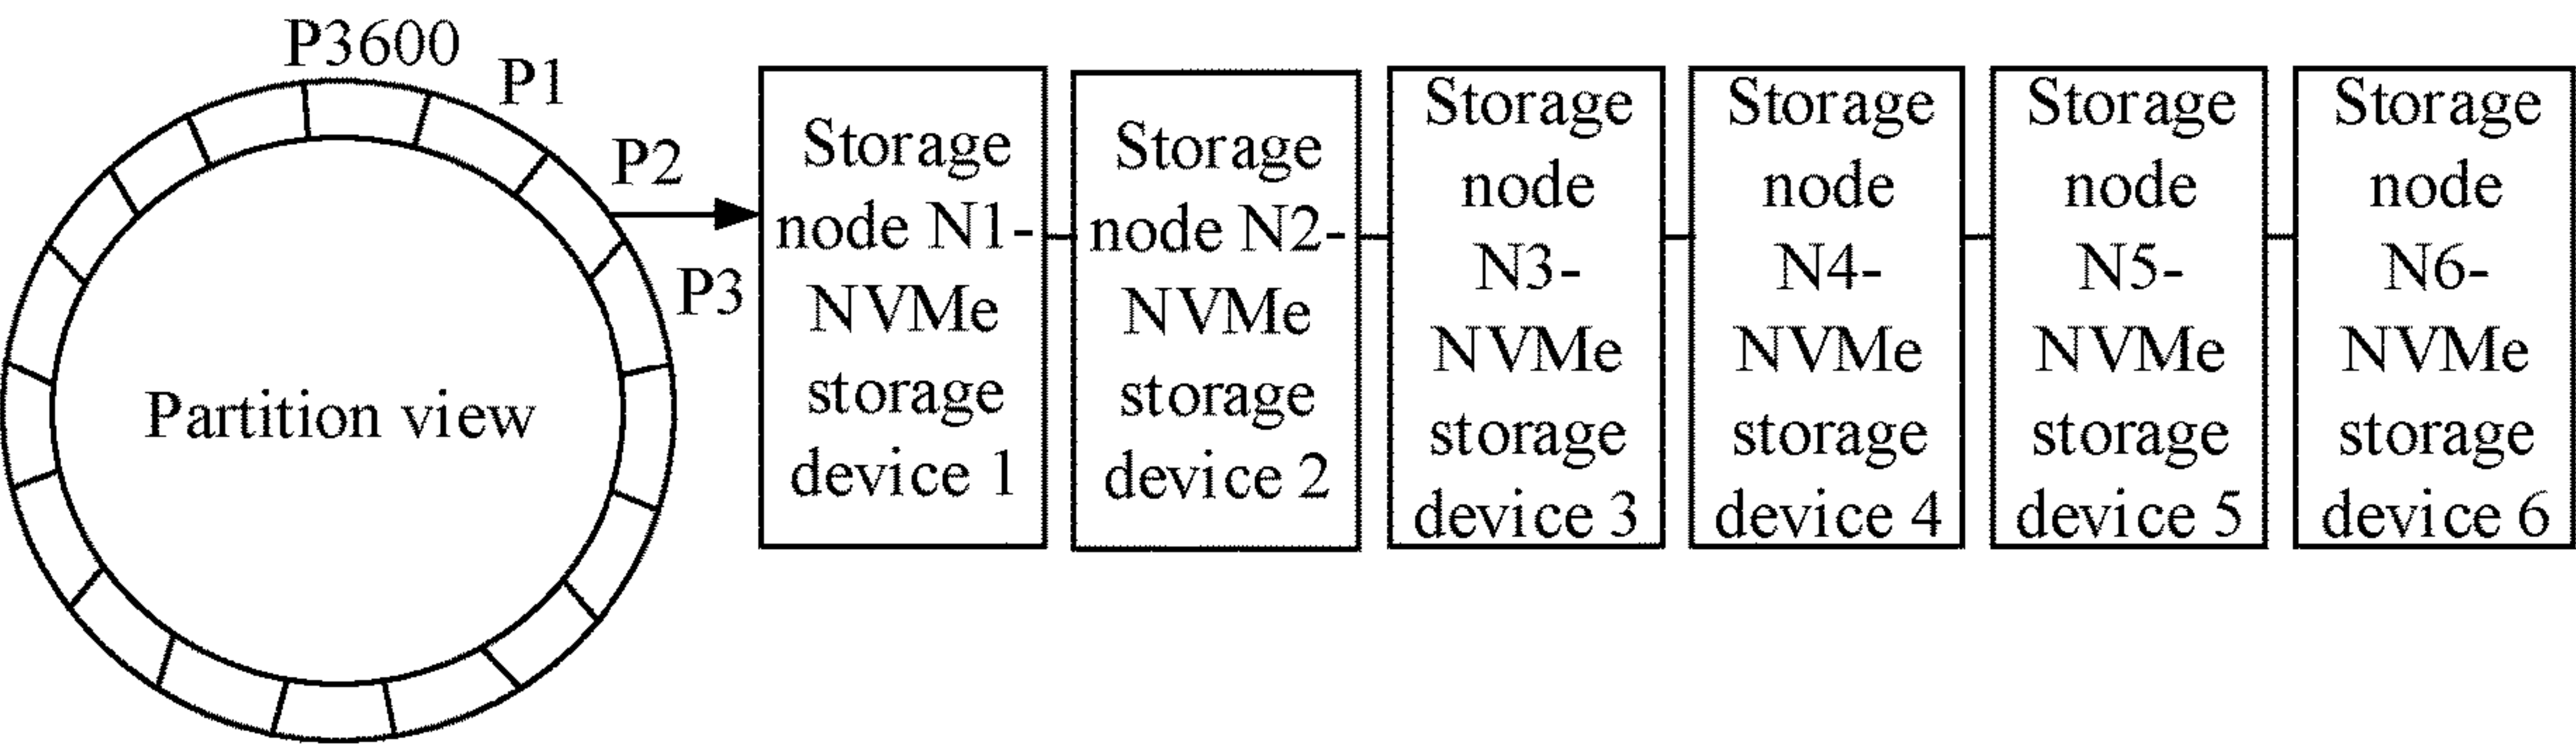 P3600
P1
P2
P3
Partition view
Storage
node N1-
NVMe
storage
device 1
Storage
node N2-
NVMe
storage
device 2
Storage
node
N3-
NVMe
storage
device 3
Storage
node
N4-
NVMe
storage
device 4
Storage
node
N5-
NVMe
storage
device 5
Storage
node
N6-
NVMe
storage
device 6